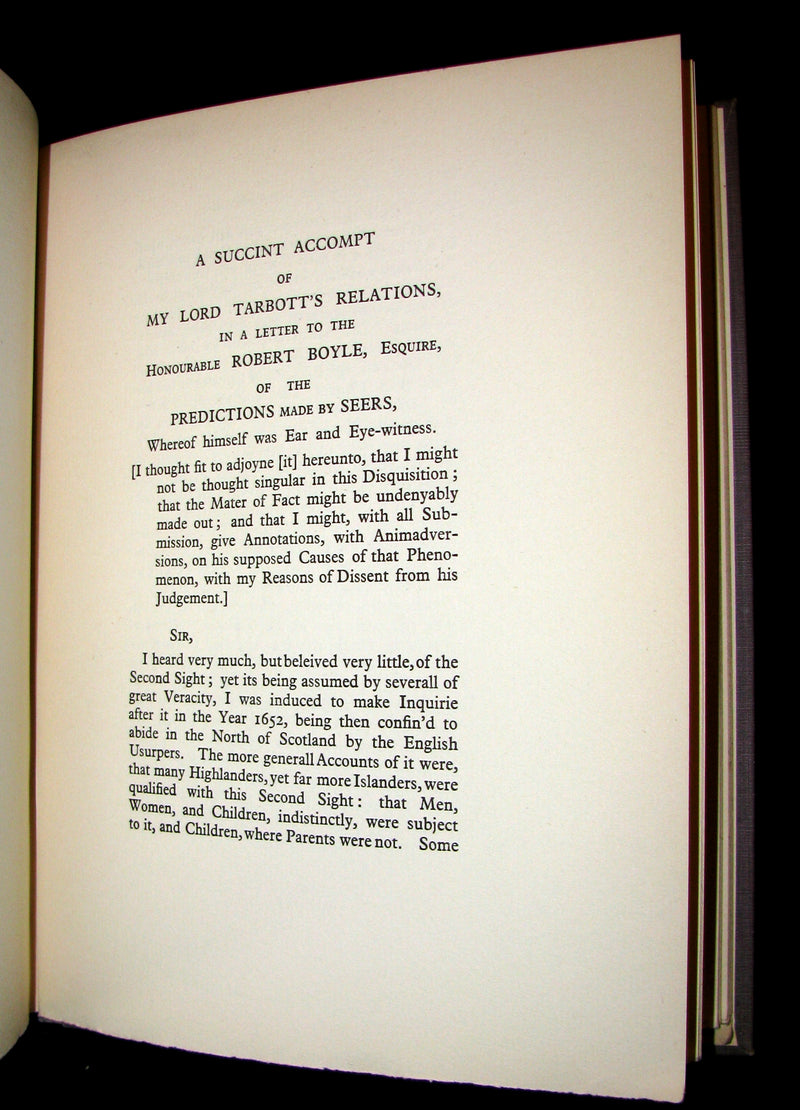 A SUCCINT ACCOMPT
OF
MY LORD TARBOTT'S RELATIONS,
IN A LETTER TO THE
HONOURABLE ROBERT BOYLE, ESQUIRE,
OF THE
PREDICTIONS MADE BY SEERS,
Whereof himself was Ear and Eye-witness.
[I thought fit to adjoyne [it] hereunto, that I might
not be thought singular in this Disquisition ;
that the Mater of Fact might be undenyably
made out ; and that I might, with all Sub-
mission, give Annotations, with Animadver-
sions, on his supposed Causes of that Pheno-
menon, with my Reasons of Dissent from his
Judgement.]
SIR,
I heard very much, but beleived very little, of the
Second Sight ; yet its being assumed by severall of
great Veracity, I was induced to make Inquirie
after it in the Year 1652, being then confin'd to
abide in the North of Scotland by the English
Usurpers. The more generall Accounts of it were,
that many Highlanders, yet far more Islanders, were
qualified with this Second Sight : that Men,
Women, and Children, indistinctly, were subject
to it, and Children, where Parents were not. Some